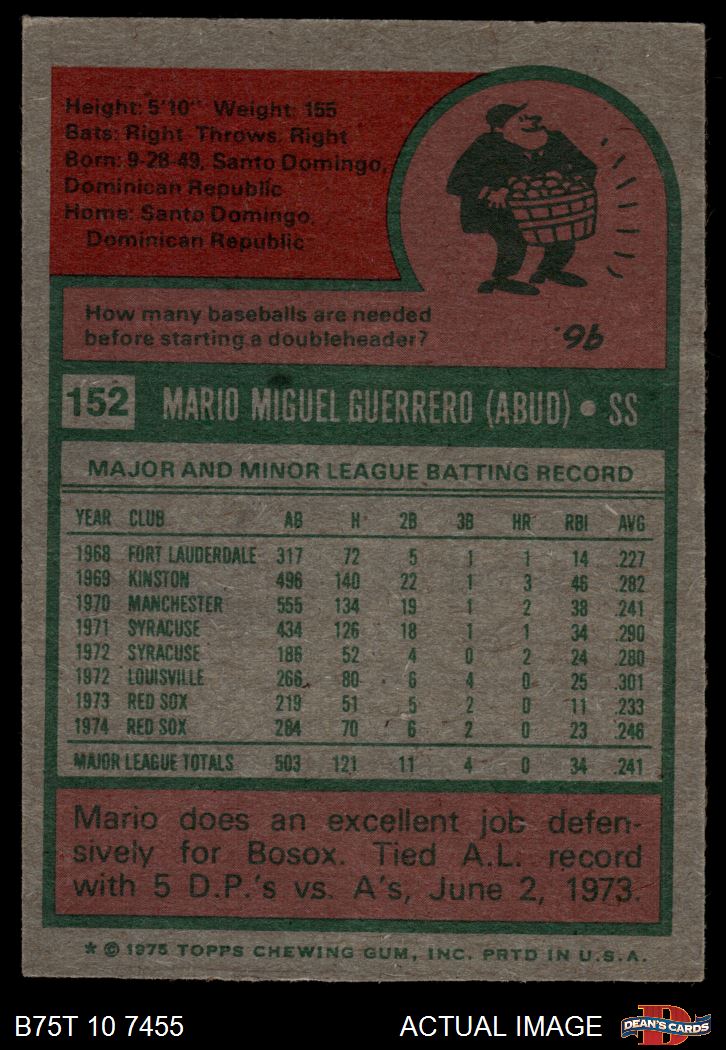 Height: 5'10" Weight: 155
Bats: Right Throws: Right
Born: 9-28-49, Santo Domingo,
Dominican Republic
Home: Santo Domingo,
Dominican Republic
How many baseballs are needed
before starting a doubleheader?
96.
152 MARIO MIGUEL GUERRERO (ABUD) • SS
MAJOR AND MINOR LEAGUE BATTING RECORD
YEAR CLUB AB H 2B 3B HR RBI AVG
1968 FORT LAUDERDALE 317 72 5 1 1 14 .227
1969 KINSTON 496 140 22 1 3 46 .282
1970 MANCHESTER 555 134 19 1 2 38 .241
1971 SYRACUSE 434 126 18 1 1 34 .290
1972 SYRACUSE 186 52 4 0 2 24 .280
1972 LOUISVILLE 266 80 6 4 0 25 .301
1973 RED SOX 219 51 5 2 0 11 .233
1974 RED SOX 284 70 6 2 0 23 .246
MAJOR LEAGUE TOTALS 503 121 11 4 0 34 .241
Mario does an excellent job defen-
sively for Bosox. Tied A.L. record
with 5 D.P.'s vs. A's, June 2, 1973.
* © 1975 TOPPS CHEWING GUM, INC. PRTD IN U.S.A.
B75T 10 7455 ACTUAL IMAGE DEAN'S CARDS